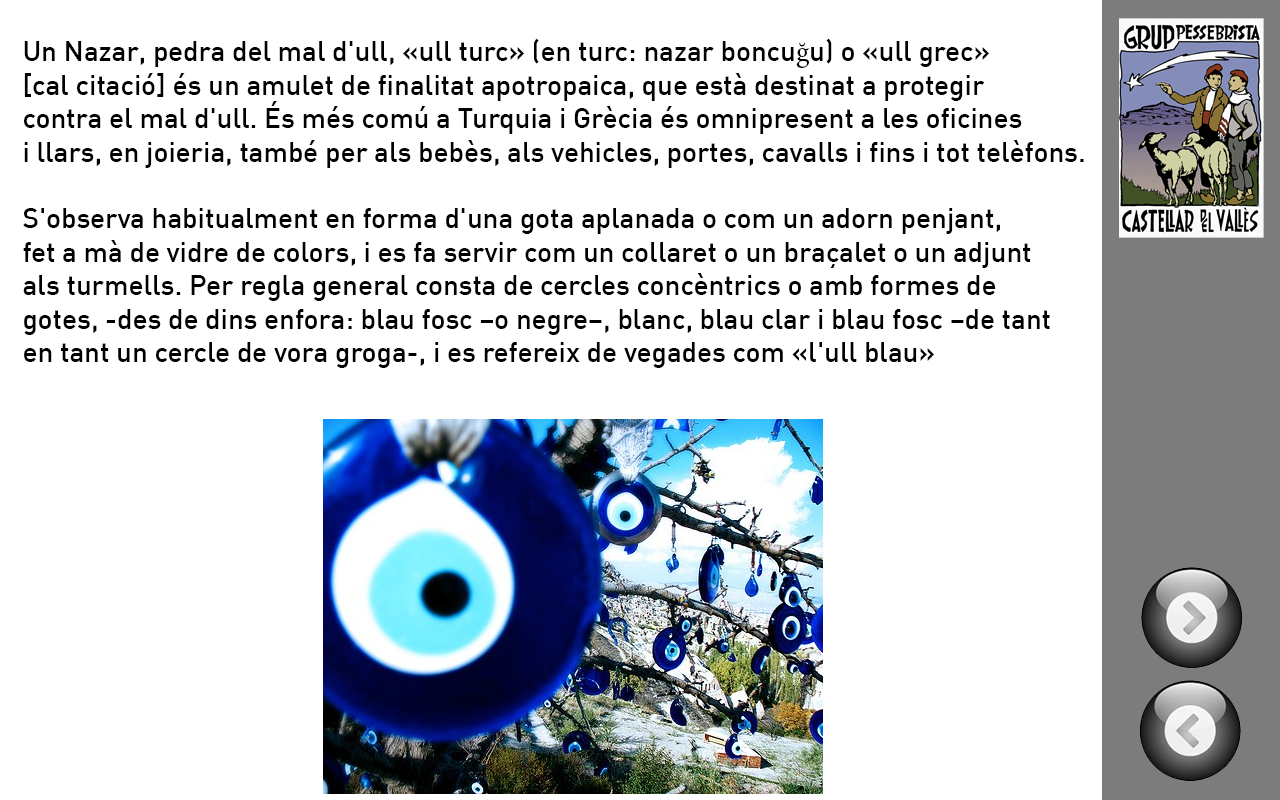 Un Nazar, pedra del mal d'ull, «ull turc» (en turc: nazar boncuğu) o «ull grec»
[cal citació] és un amulet de finalitat apotropaica, que està destinat a protegir
contra el mal d'ull. És més comú a Turquia i Grècia és omnipresent a les oficines
i llars, en joieria, també per als bebès, als vehicles, portes, cavalls i fins i tot telèfons.
S'observa habitualment en forma d'una gota aplanada o com un adorn penjant,
fet a mà de vidre de colors, i es fa servir com un collaret o un braçalet o un adjunt
als turmells. Per regla general consta de cercles concèntrics o amb formes de
gotes, -des de dins enfora: blau fosc –o negre–, blanc, blau clar i blau fosc –de tant
en tant un cercle de vora groga-, i es refereix de vegades com «l'ull blau»
GRUP PESSEBRISTA
CASTELLAR DEL VALLÈS